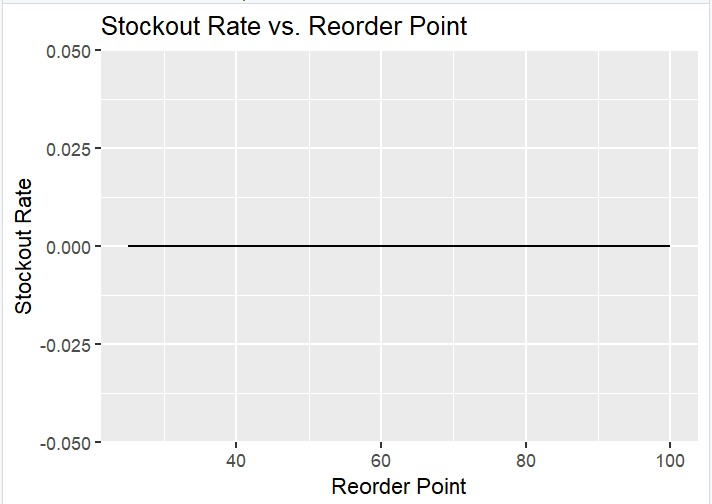 Stockout Rate vs. Reorder Point
0.050
0.025
0.000
-0.025
-0.050
Stockout Rate
40 60 80 100
Reorder Point